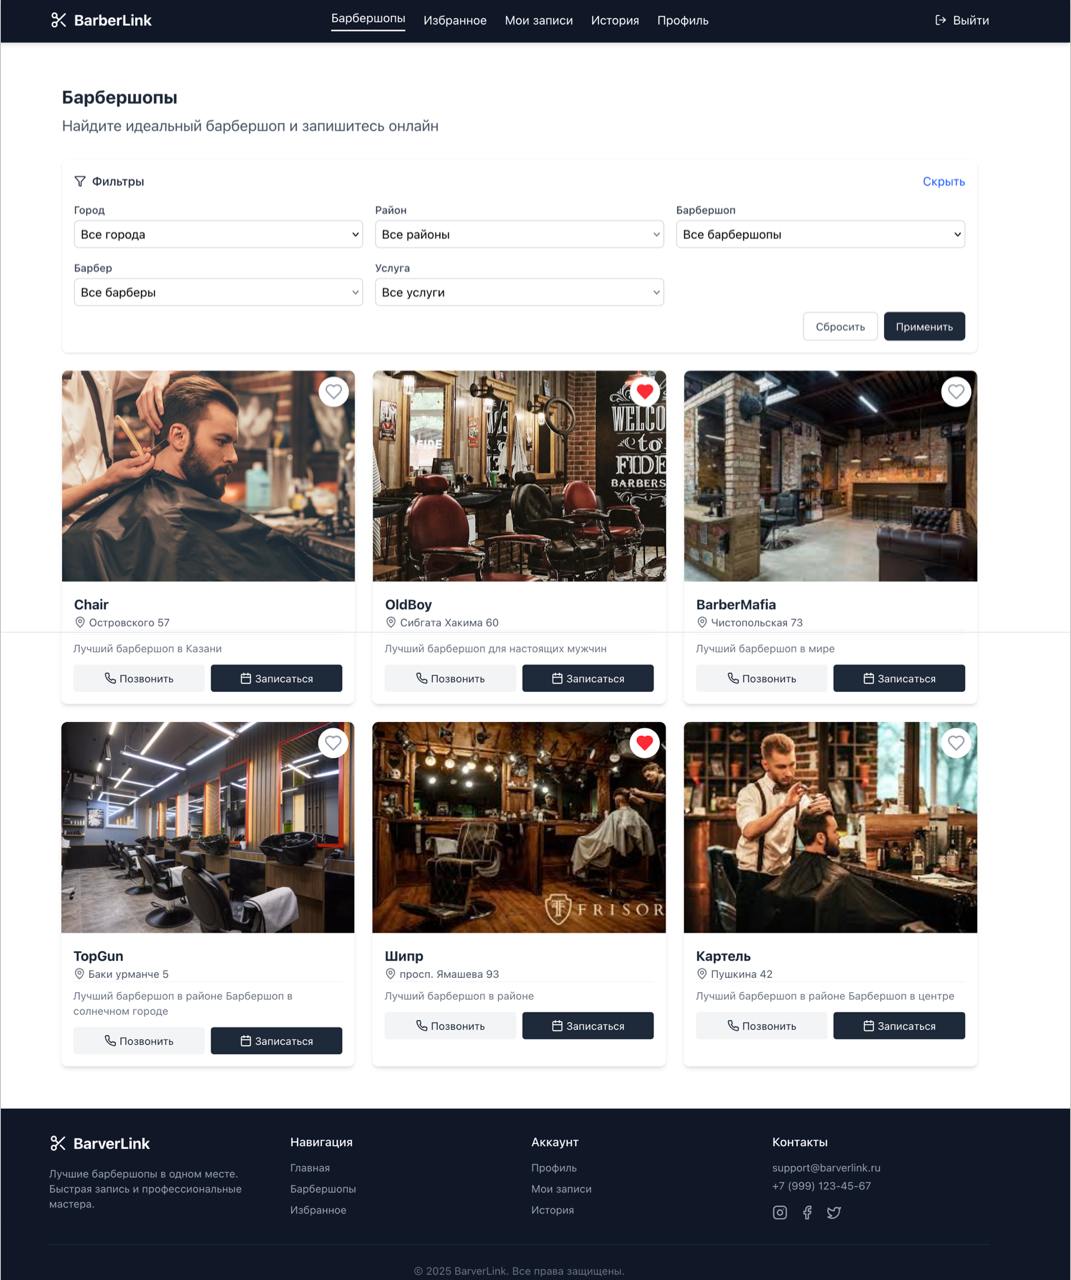 BarberLink
Барбершопы
Избранное
Мои записи
История
Профиль
Выйти
Барбершопы
Найдите идеальный барбершоп и запишитесь онлайн
Фильтры
Скрыть
Город
Район
Барбершоп
Все города
Все районы
Все барбершопы
Барбер
Услуга
Все барберы
Все услуги
Сбросить
Применить
FIDE
WELCO
to
FIDE
BARBERS
Chair
Островского 57
Лучший барбершоп в Казани
Позвонить
Записаться
OldBoy
Сибгата Хакима 60
Лучший барбершоп для настоящих мужчин
Позвонить
Записаться
BarberMafia
Чистопольская 73
Лучший барбершоп в мире
Позвонить
Записаться
FRISOR
TopGun
Баки урманче 5
Лучший барбершоп в районе Барбершоп в
солнечном городе
Позвонить
Записаться
Шипр
просп. Ямашева 93
Лучший барбершоп в районе
Позвонить
Записаться
Картель
Пушкина 42
Лучший барбершоп в районе Барбершоп в центре
Позвонить
Записаться
BarverLink
Лучшие барбершопы в одном месте.
Быстрая запись и профессиональные
мастера.
Навигация
Главная
Барбершопы
Избранное
Аккаунт
Профиль
Мои записи
История
Контакты
support@barverlink.ru
+7 (999) 123-45-67
© 2025 BarverLink. Все права защищены.